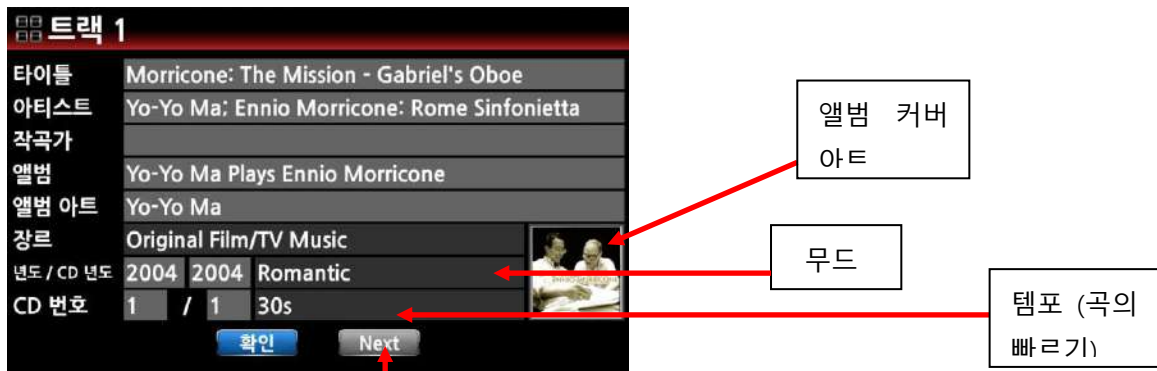 트랙 1
타이틀 Morricone: The Mission - Gabriel's Oboe
아티스트 Yo-Yo Ma; Ennio Morricone: Rome Sinfonietta
작곡가
앨범 Yo-Yo Ma Plays Ennio Morricone
앨범 아트 Yo-Yo Ma
장르 Original Film/TV Music
년도 / CD 년도 2004 2004 Romantic
CD 번호 1 / 1 30s
확인 Next
앨범 커버
아트
무드
템포 (곡의
빠르기)